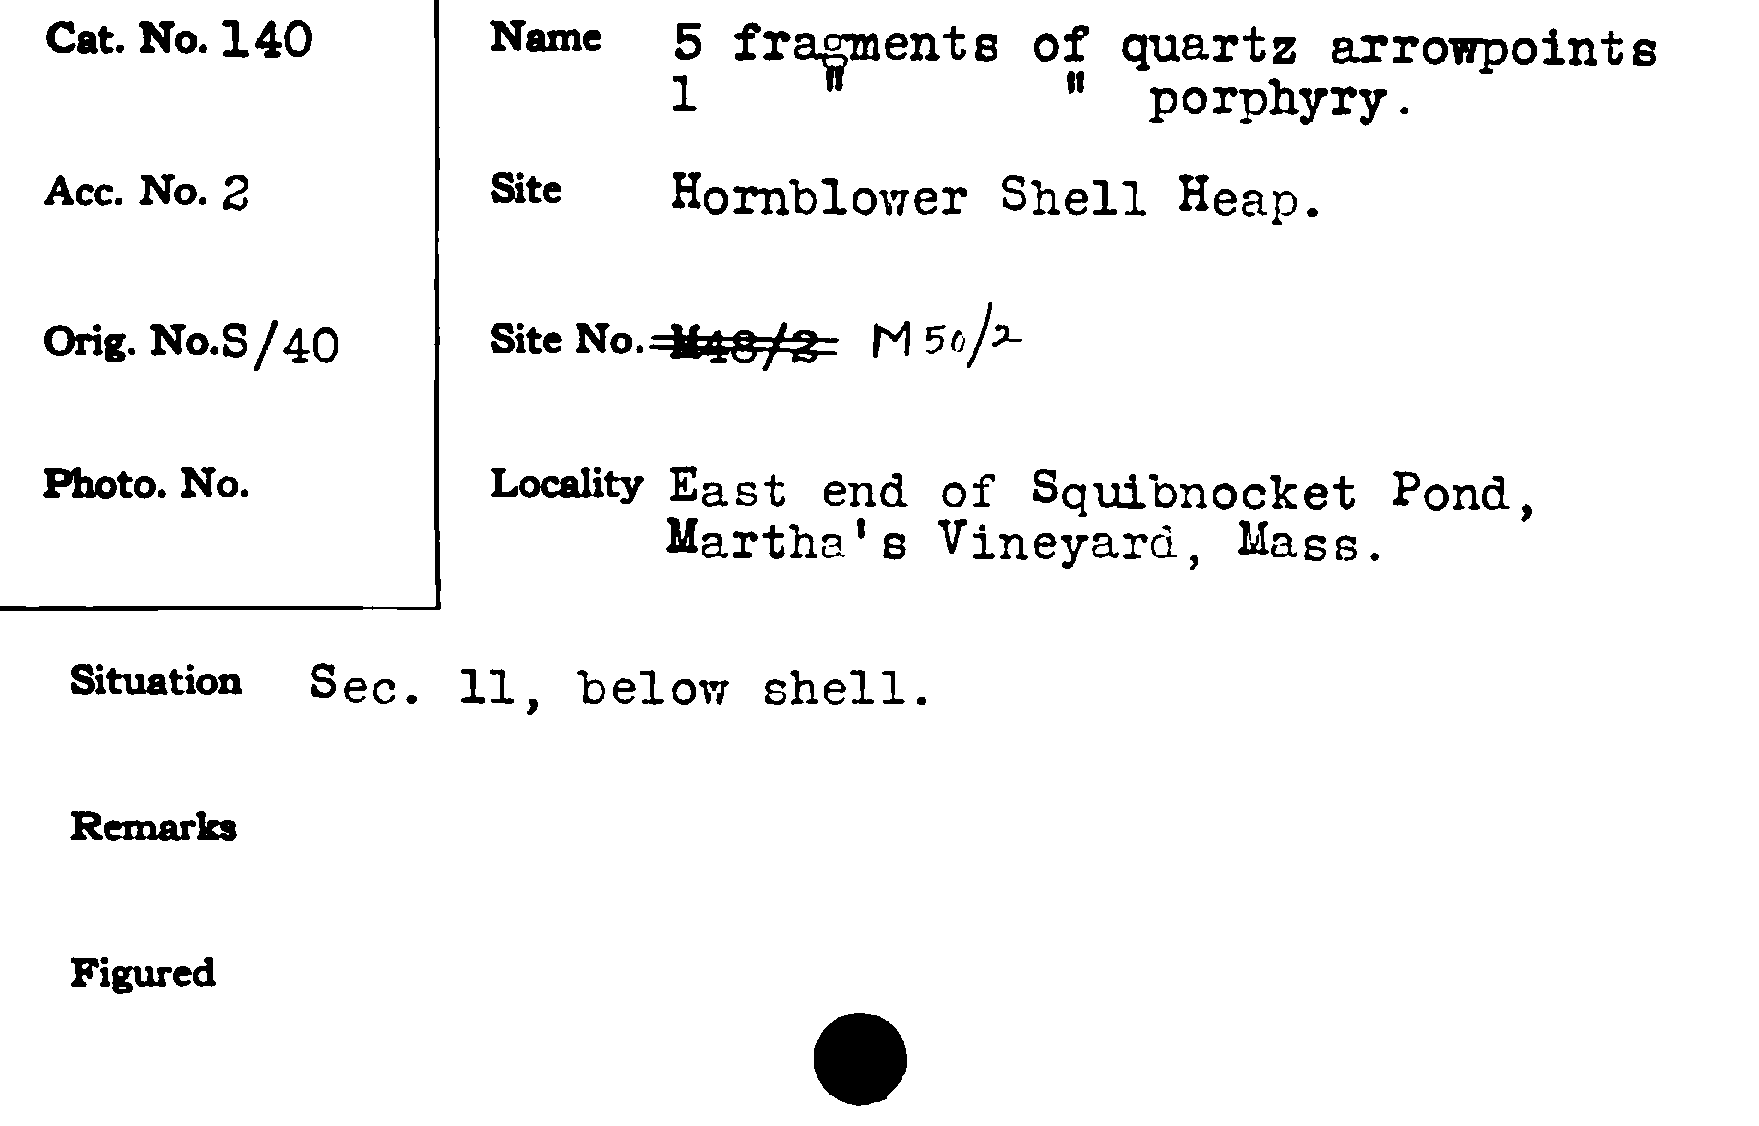 Cat. No. 140
Name 5 fragments of quartz arrowpoints
1 " " porphyry.
Acc. No. 2
Site Hornblower Shell Heap.
Orig. No. S/40
Site No. M48/2 M50/2
Photo. No.
Locality East end of Squibnocket Pond,
Martha's Vineyard, Mass.
Situation Sec. 11, below shell.
Remarks
Figured